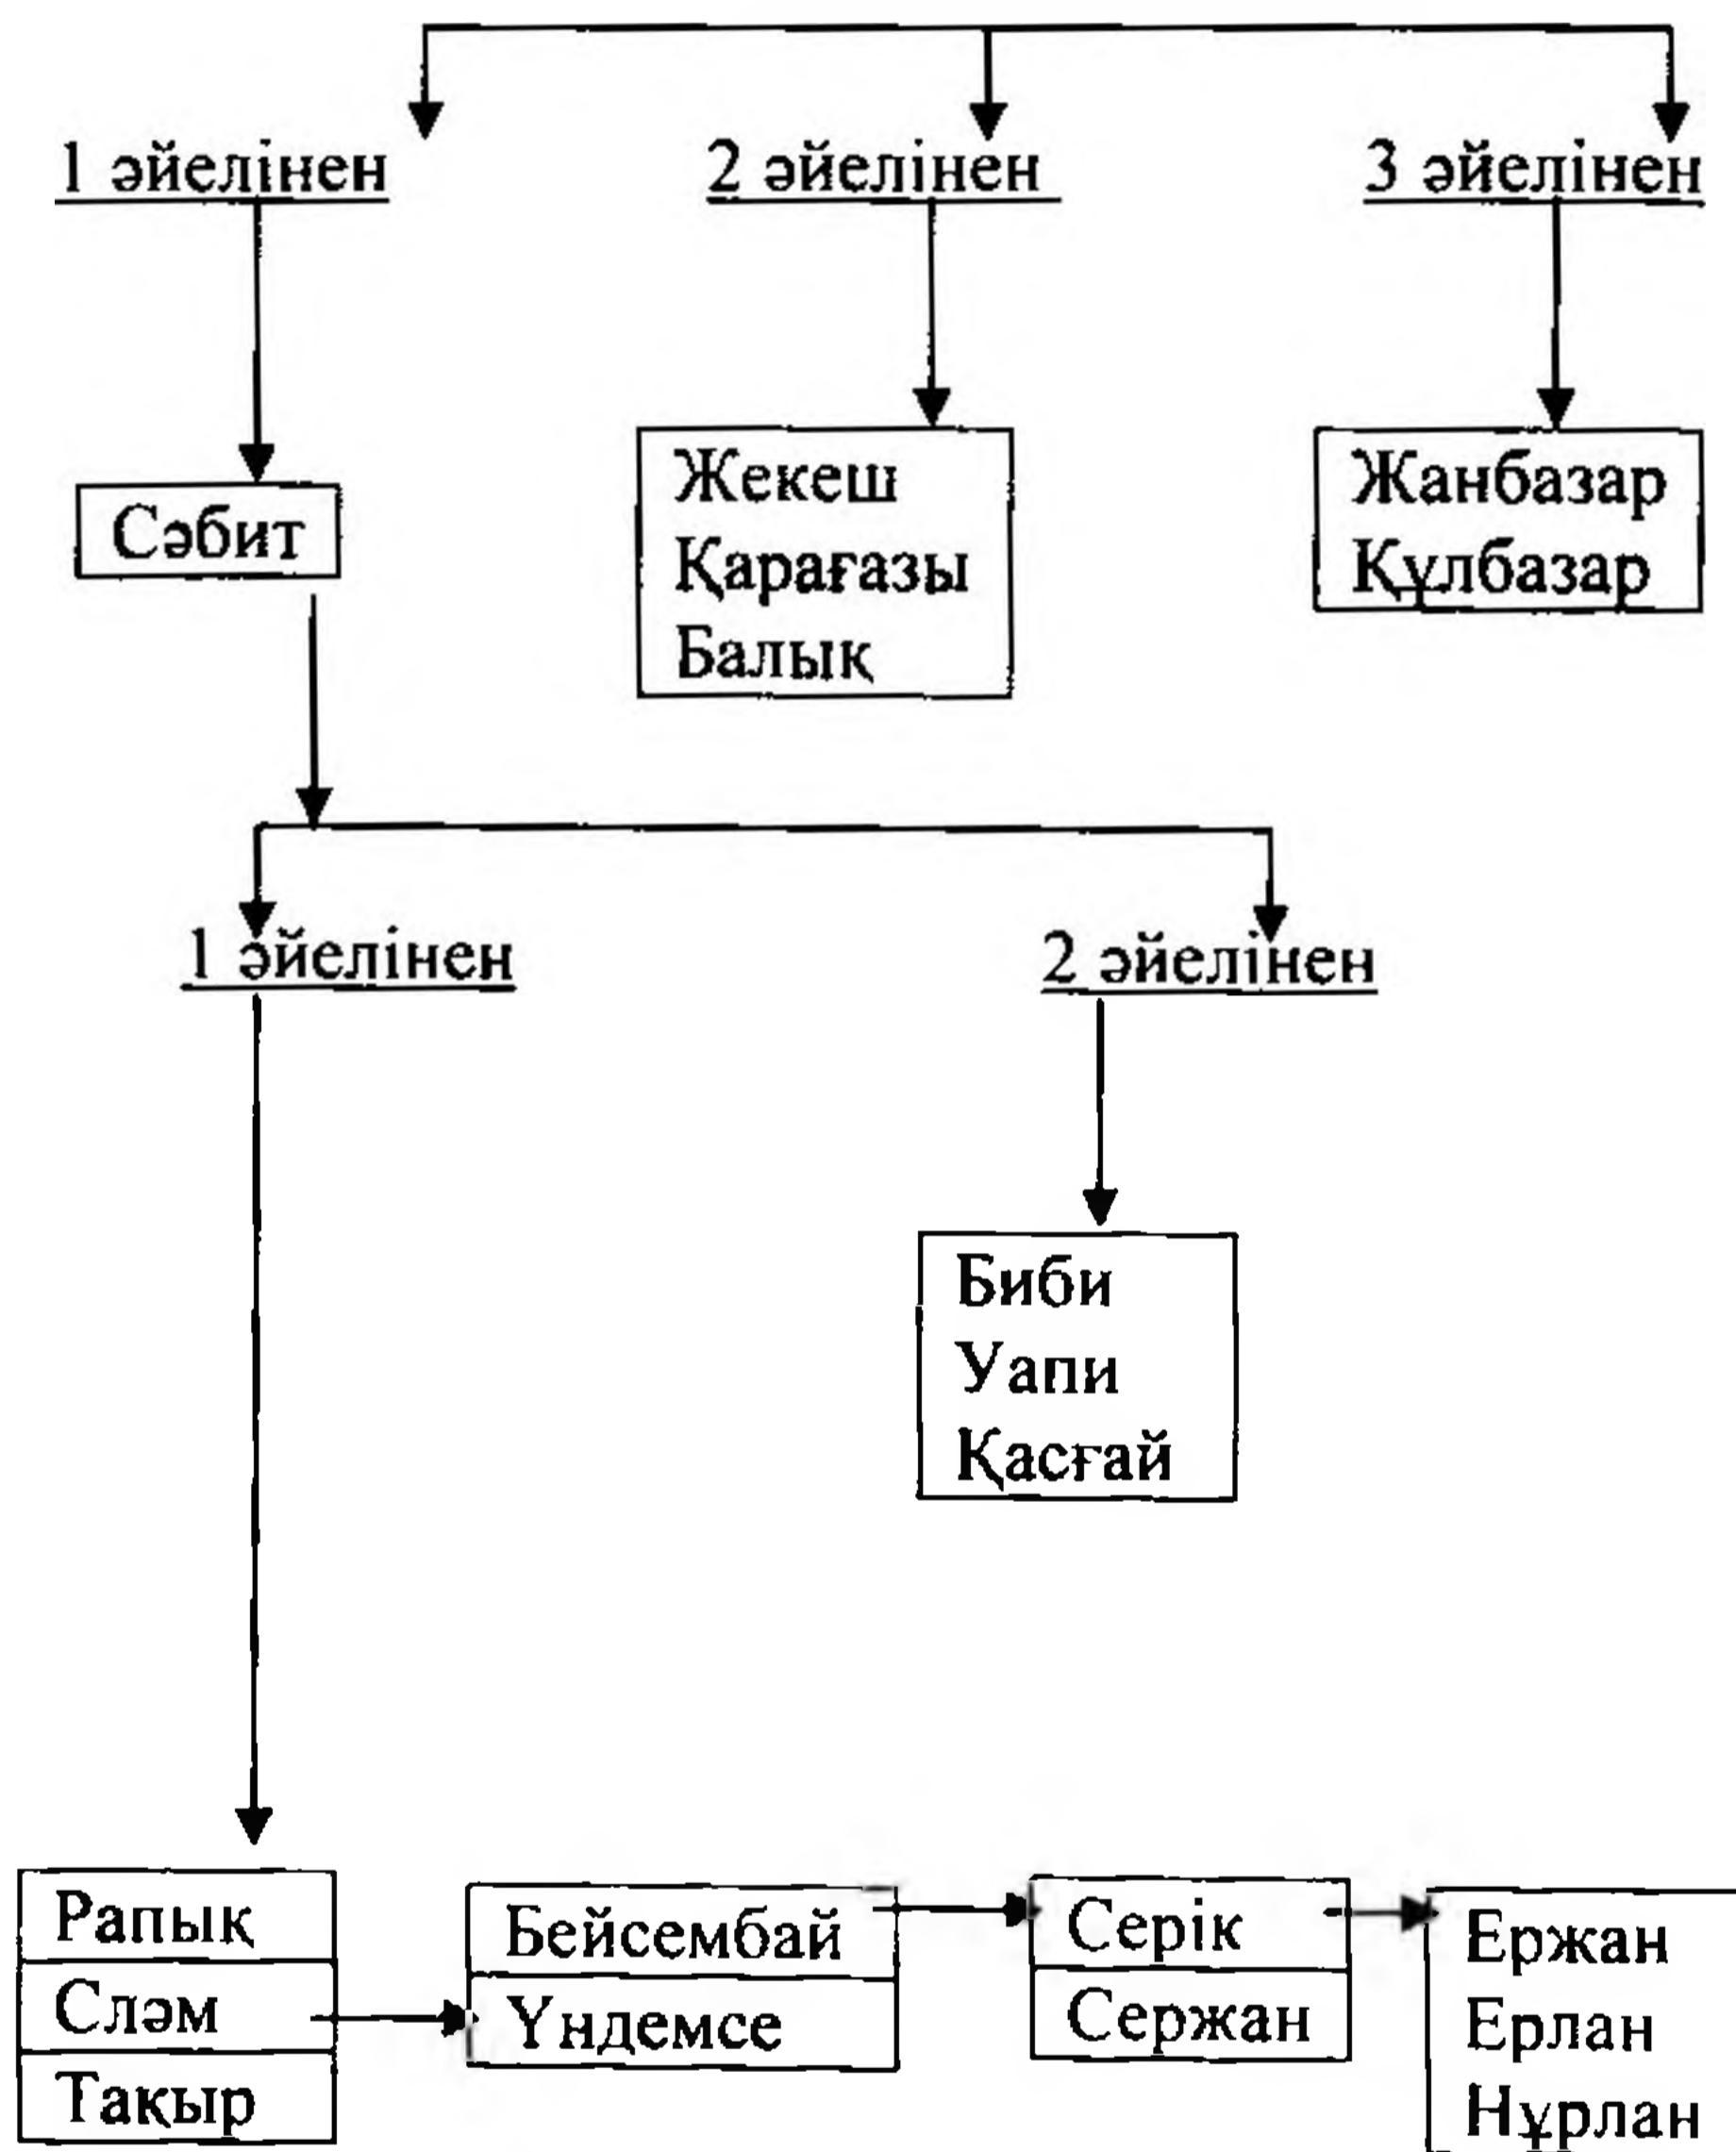 1 әйелінен
2 әйелінен
3 әйелінен
Сәбит
Жекеш
Қарағазы
Балық
Жанбазар
Құлбазар
1 әйелінен
2 әйелінен
Биби
Уапи
Қасғай
Рапық
Сләм
Тақыр
Бейсембай
Үндемсе
Серік
Сержан
Ержан
Ерлан
Нұрлан